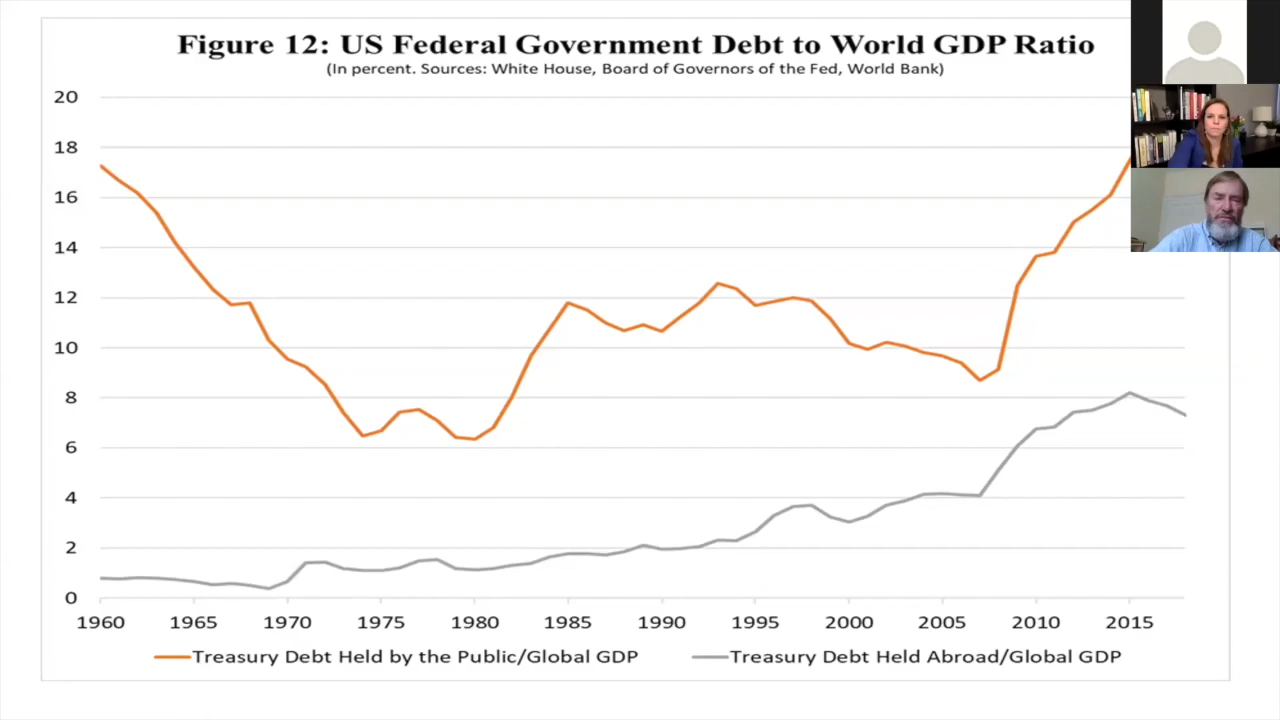 Figure 12: US Federal Government Debt to World GDP Ratio
(In percent. Sources: White House, Board of Governors of the Fed, World Bank)
20
18
16
14
12
10
8
6
4
2
0
1960 1965 1970 1975 1980 1985 1990 1995 2000 2005 2010 2015
Treasury Debt Held by the Public/Global GDP Treasury Debt Held Abroad/Global GDP